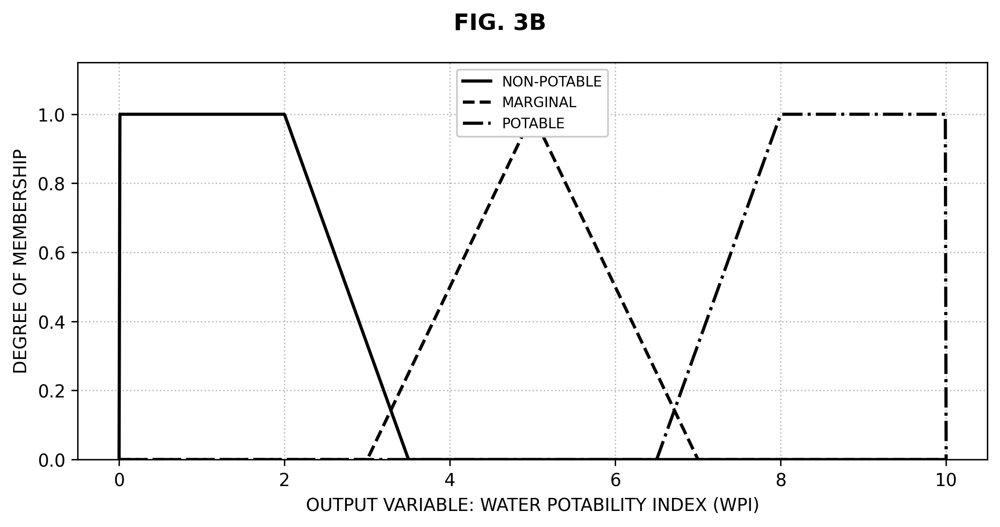 FIG. 3B
NON-POTABLE
MARGINAL
POTABLE
DEGREE OF MEMBERSHIP
1.0
0.8
0.6
0.4
0.2
0.0
0 2 4 6 8 10
OUTPUT VARIABLE: WATER POTABILITY INDEX (WPI)